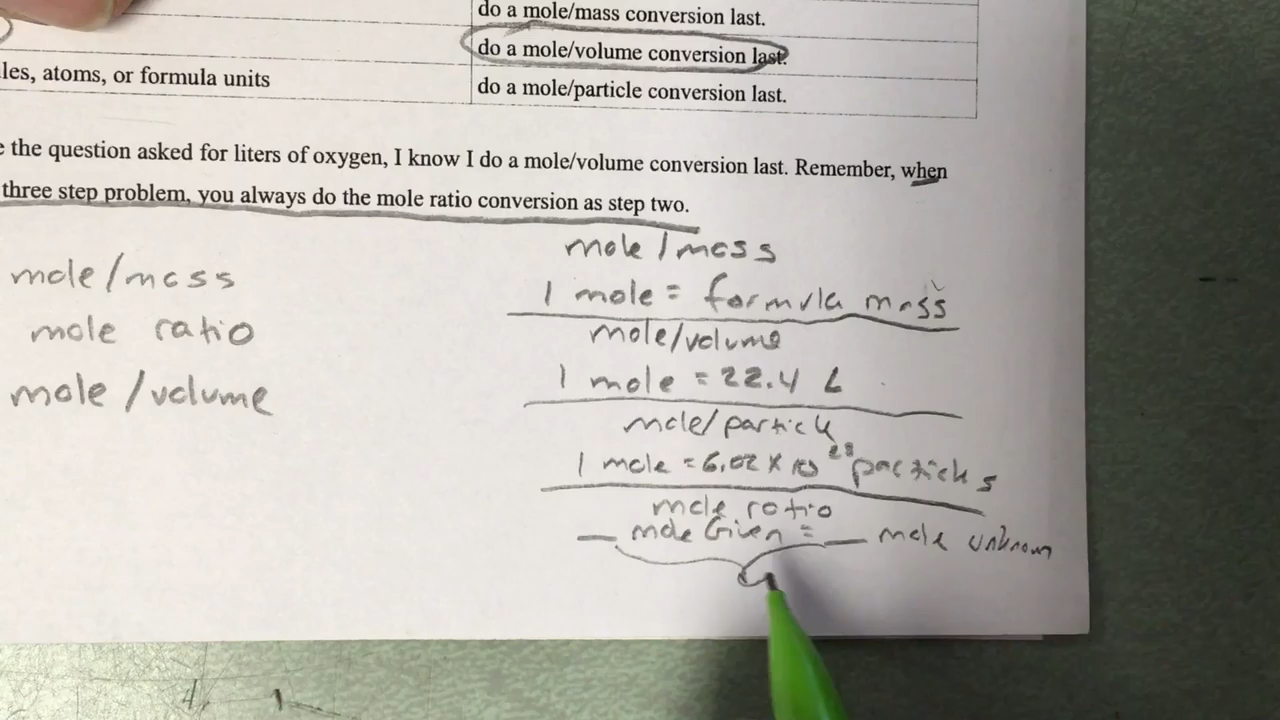 do a mole/mass conversion last.
do a mole/volume conversion last.
les, atoms, or formula units
do a mole/particle conversion last.
e the question asked for liters of oxygen, I know I do a mole/volume conversion last. Remember, when
three step problem, you always do the mole ratio conversion as step two.
mole/mass
mole ratio
mole/volume
mole/mass
1 mole = formula mass
mole/volume
1 mole = 22.4 L
mole/particle
1 mole = 6.02 x 10^23 particles
mole ratio
__ mole Given = __ mole unknown